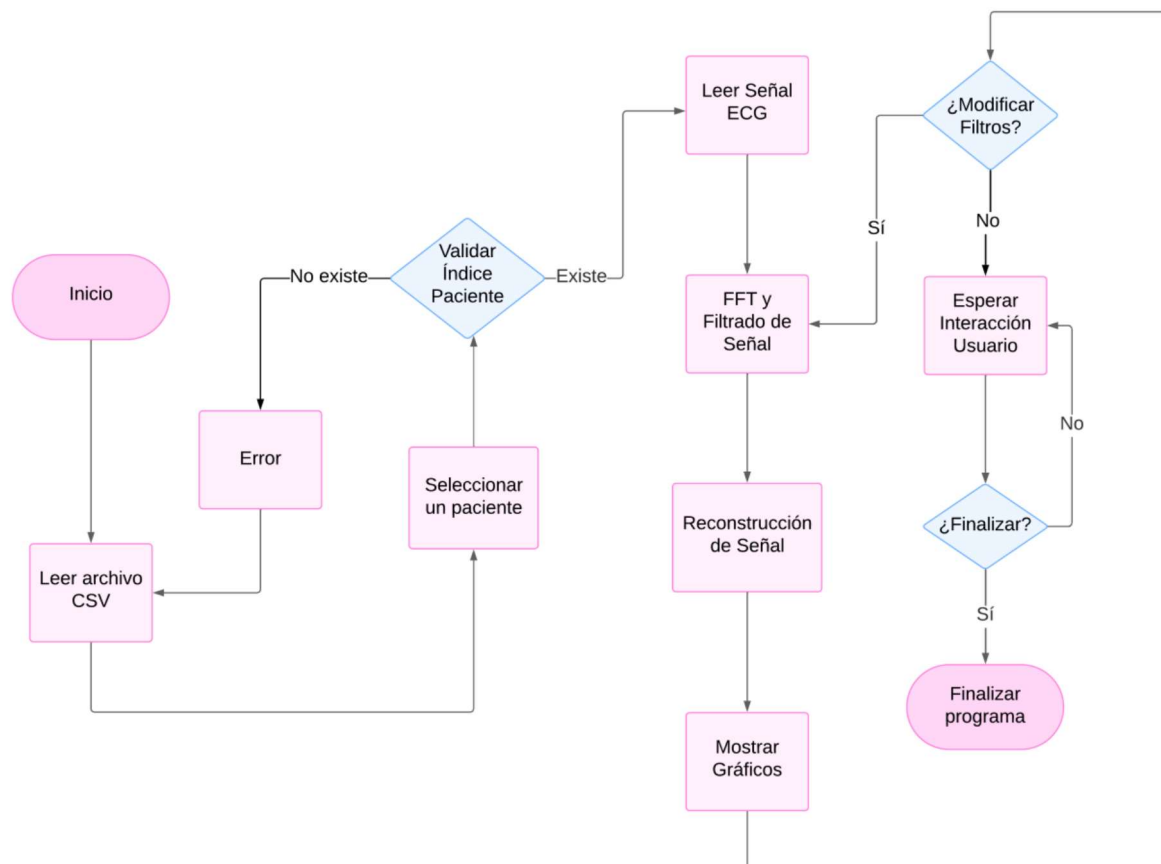 Inicio
Leer archivo
CSV
Error
No existe
Validar
Índice
Paciente
Existe
Seleccionar
un paciente
Leer Señal
ECG
FFT y
Filtrado de
Señal
Reconstrucción
de Señal
Mostrar
Gráficos
¿Modificar
Filtros?
Sí
No
Esperar
Interacción
Usuario
No
¿Finalizar?
Sí
Finalizar
programa